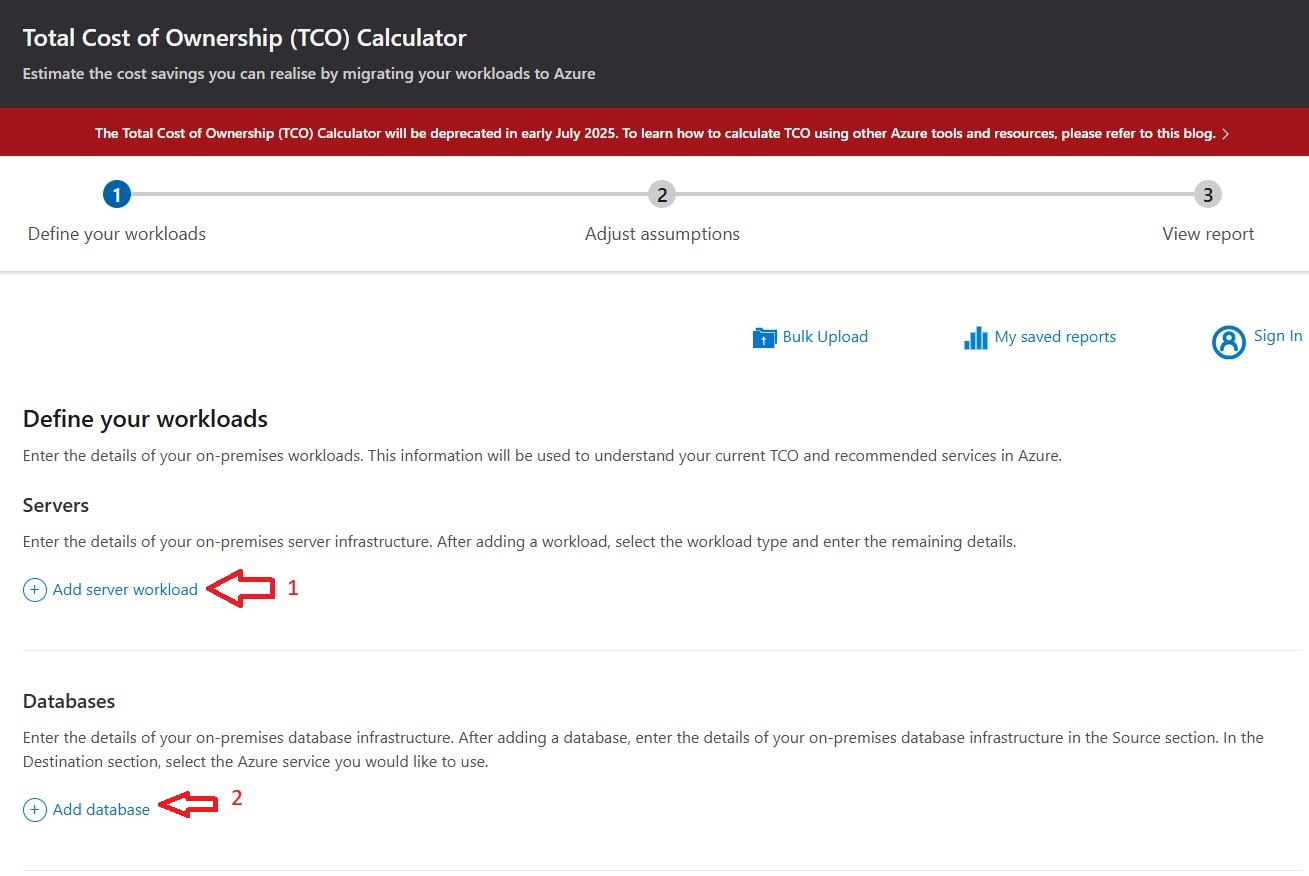 Total Cost of Ownership (TCO) Calculator
Estimate the cost savings you can realise by migrating your workloads to Azure
The Total Cost of Ownership (TCO) Calculator will be deprecated in early July 2025. To learn how to calculate TCO using other Azure tools and resources, please refer to this blog. >
1
2
3
Define your workloads
Adjust assumptions
View report
Bulk Upload
My saved reports
Sign In
Define your workloads
Enter the details of your on-premises workloads. This information will be used to understand your current TCO and recommended services in Azure.
Servers
Enter the details of your on-premises server infrastructure. After adding a workload, select the workload type and enter the remaining details.
Add server workload
1
Databases
Enter the details of your on-premises database infrastructure. After adding a database, enter the details of your on-premises database infrastructure in the Source section. In the
Destination section, select the Azure service you would like to use.
Add database
2